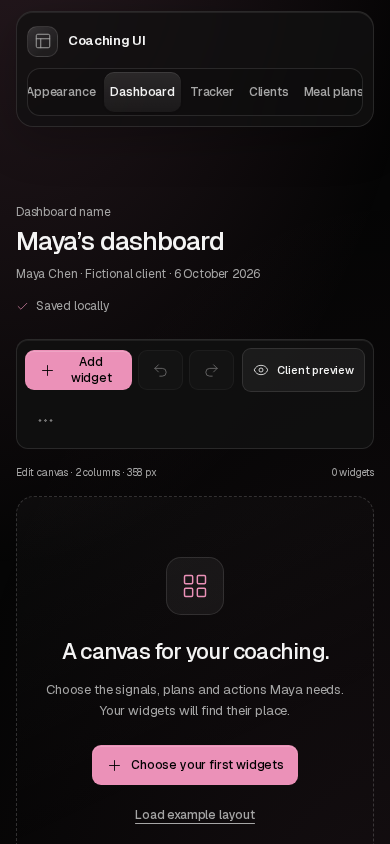 Coaching UI
Appearance Dashboard Tracker Clients Meal plans
Dashboard name
Maya’s dashboard
Maya Chen · Fictional client · 6 October 2026
Saved locally
Add
widget
Client preview
Edit canvas · 2 columns · 358 px
0 widgets
A canvas for your coaching.
Choose the signals, plans and actions Maya needs.
Your widgets will find their place.
Choose your first widgets
Load example layout